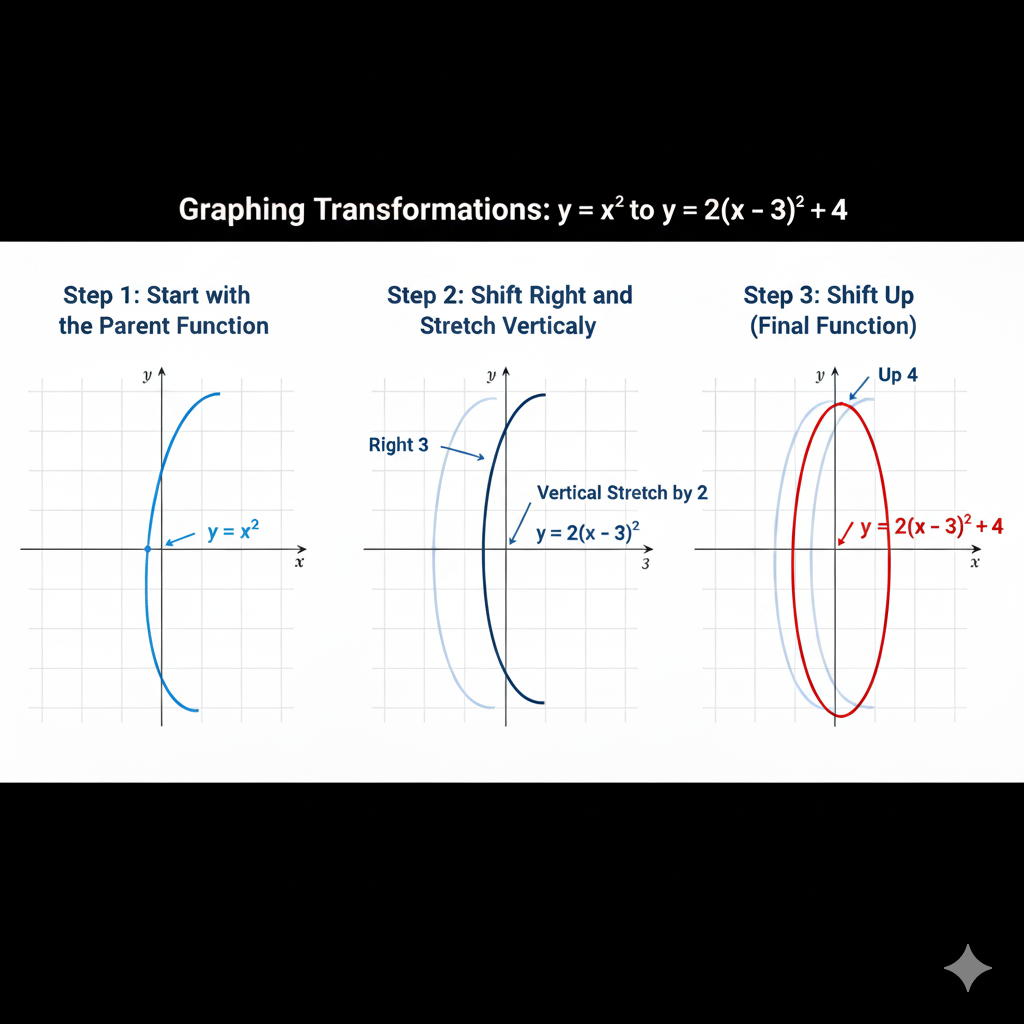 Graphing Transformations: y = x² to y = 2(x – 3)² + 4
Step 1: Start with
the Parent Function
y
y = x²
x
Step 2: Shift Right and
Stretch Verticaly
y
Right 3
Vertical Stretch by 2
y = 2(x – 3)²
3
Step 3: Shift Up
(Final Function)
y
Up 4
y = 2(x – 3)² + 4
x